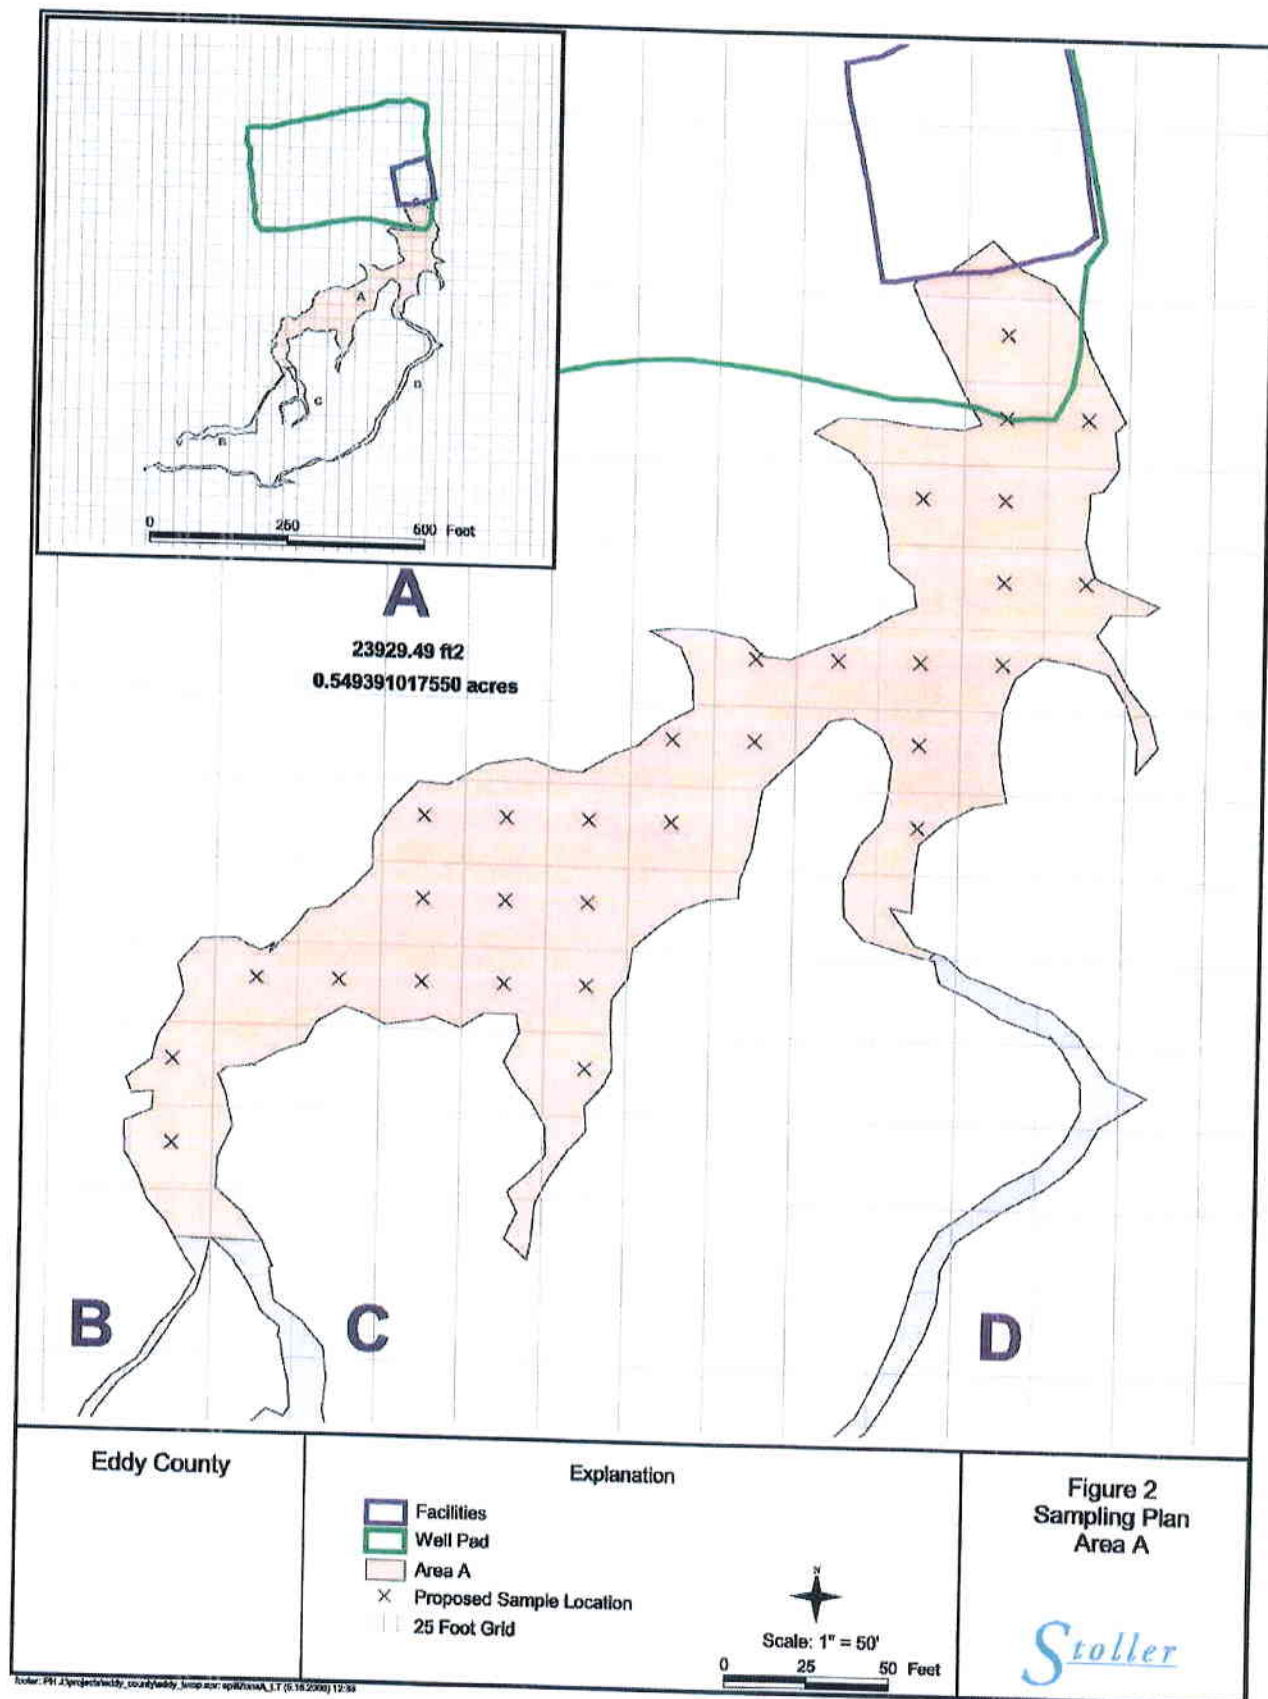 A
G
D
B
0 250 500 Feet
A
23929.49 ft2
0.549391017550 acres
B
C
D
Eddy County
Explanation
Facilities
Well Pad
Area A
Proposed Sample Location
25 Foot Grid
N
Scale: 1" = 50'
0 25 50 Feet
Figure 2
Sampling Plan
Area A
Stoller